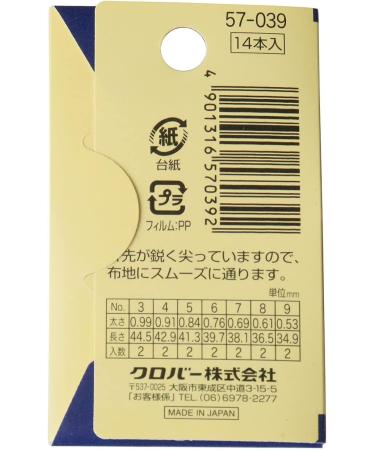 57-039
14本入
4 901316 570392
紙
台紙
プラ
フィルム:PP
先が鋭く尖っていますので、
布地にスムーズに通ります。
単位mm
No. 3 4 5 6 7 8 9
太さ 0.99 0.91 0.84 0.76 0.69 0.61 0.53
長さ 44.5 42.9 41.3 39.7 38.1 36.5 34.9
入数 2 2 2 2 2 2 2
クロバー株式会社
〒537-0025 大阪市東成区中道3-15-5
「お客様係」TEL.(06)6978-2277
MADE IN JAPAN